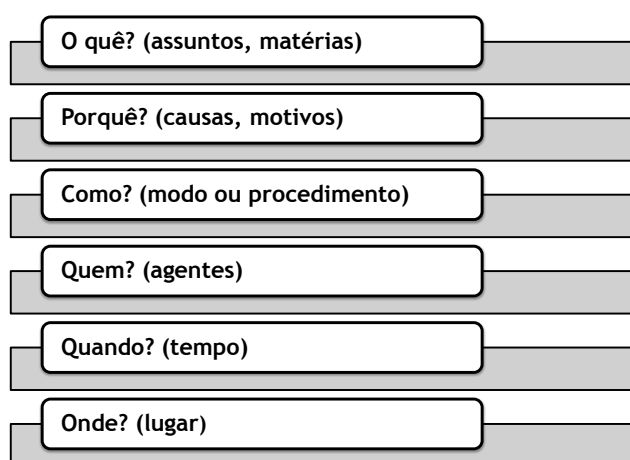 O quê? (assuntos, matérias)
Porquê? (causas, motivos)
Como? (modo ou procedimento)
Quem? (agentes)
Quando? (tempo)
Onde? (lugar)